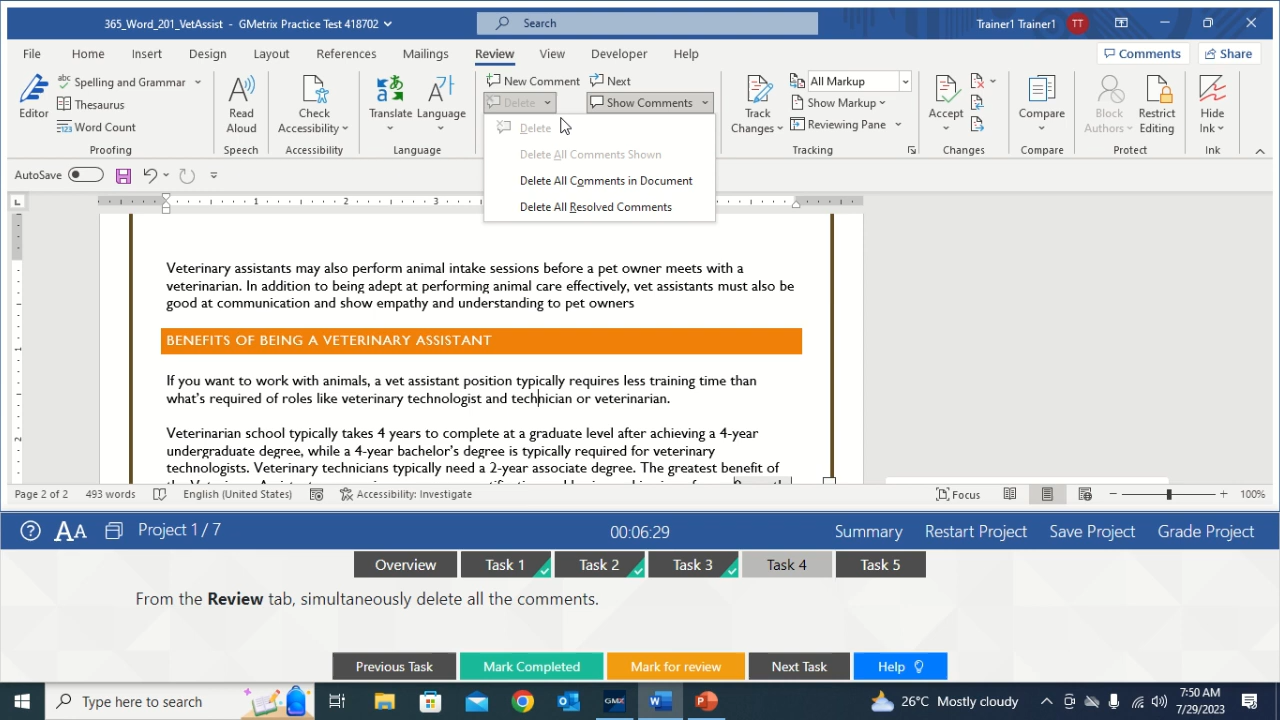 365_Word_201_VetAssist - GMetrix Practice Test 418702
Search
Trainer1 Trainer1
TT
File Home Insert Design Layout References Mailings Review View Developer Help
Comments
Share
Editor
abc Spelling and Grammar
Thesaurus
Word Count
Proofing
Read Aloud
Speech
Check Accessibility
Accessibility
Translate
Language
Language
New Comment
Next
Delete
Show Comments
Delete
Delete All Comments Shown
Delete All Comments in Document
Delete All Resolved Comments
Track Changes
All Markup
Show Markup
Reviewing Pane
Tracking
Accept
Changes
Compare
Compare
Block Authors
Restrict Editing
Protect
Hide Ink
Ink
AutoSave
1 2 3
Veterinary assistants may also perform animal intake sessions before a pet owner meets with a
veterinarian. In addition to being adept at performing animal care effectively, vet assistants must also be
good at communication and show empathy and understanding to pet owners
BENEFITS OF BEING A VETERINARY ASSISTANT
If you want to work with animals, a vet assistant position typically requires less training time than
what's required of roles like veterinary technologist and technician or veterinarian.
Veterinarian school typically takes 4 years to complete at a graduate level after achieving a 4-year
undergraduate degree, while a 4-year bachelor's degree is typically required for veterinary
technologists. Veterinary technicians typically need a 2-year associate degree. The greatest benefit of
Page 2 of 2
493 words
English (United States)
Accessibility: Investigate
Focus
100%
Project 1 / 7
00:06:29
Summary
Restart Project
Save Project
Grade Project
Overview
Task 1
Task 2
Task 3
Task 4
Task 5
From the Review tab, simultaneously delete all the comments.
Previous Task
Mark Completed
Mark for review
Next Task
Help
Type here to search
GMX
26°C Mostly cloudy
7:50 AM
7/29/2023